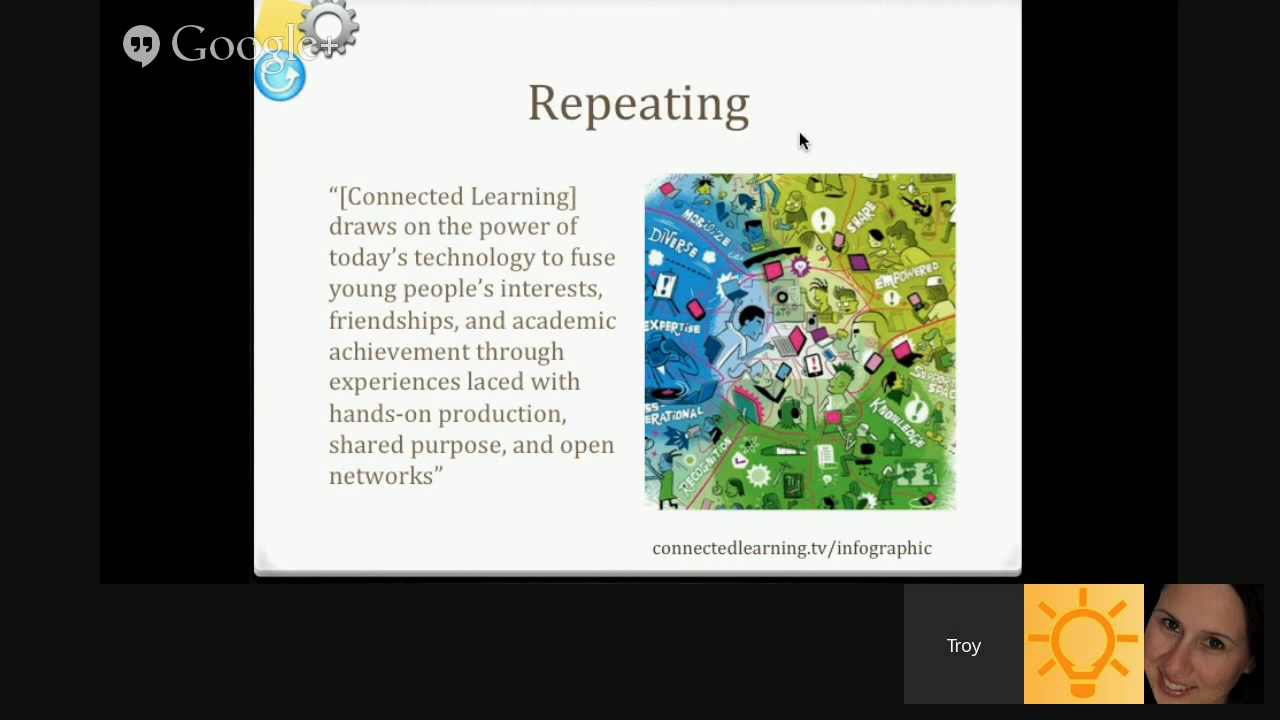 Google+
Repeating
“[Connected Learning]
draws on the power of
today’s technology to fuse
young people’s interests,
friendships, and academic
achievement through
experiences laced with
hands-on production,
shared purpose, and open
networks”
MOBILIZE
SHARE
DIVERSE
EMPOWERED
EXPERTISE
KNOWLEDGE
RECOGNITION
connectedlearning.tv/infographic
Troy